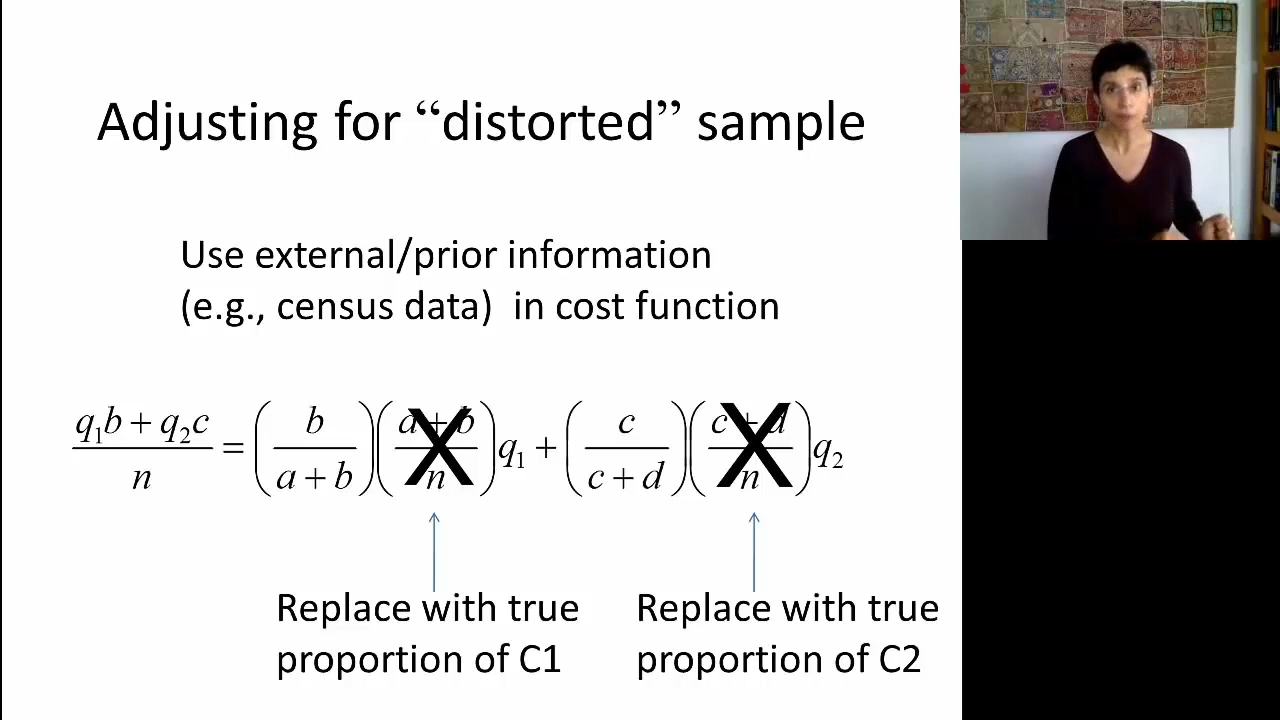 Adjusting for “distorted” sample
Use external/prior information
(e.g., census data) in cost function
(q₁b + q₂c)/n = (b/(a + b))((a + b)/n)q₁ + (c/(c + d))((c + d)/n)q₂
X X
Replace with true
proportion of C1
Replace with true
proportion of C2